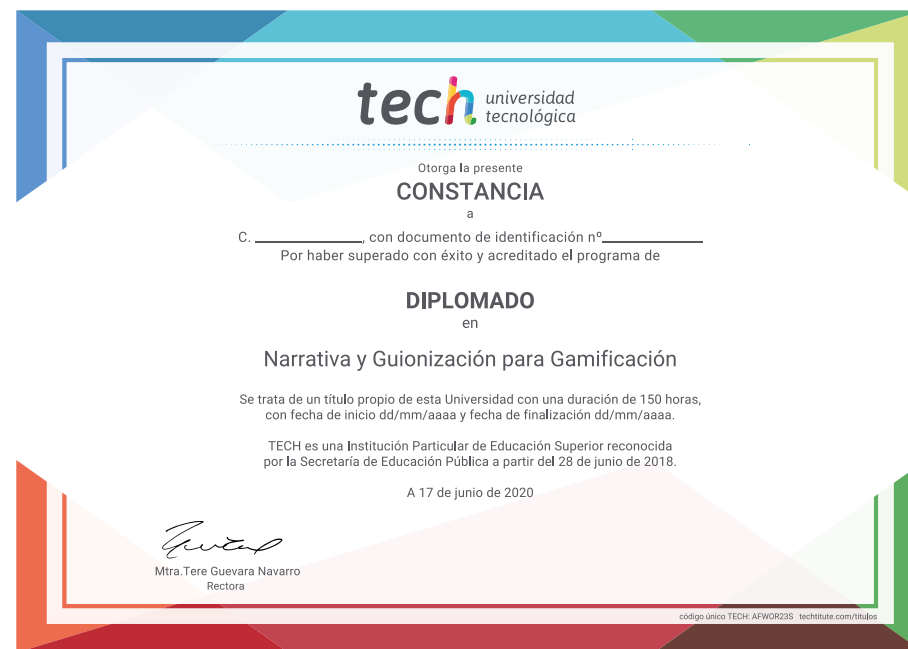 tech universidad
tecnológica
Otorga la presente
CONSTANCIA
a
C. ______________, con documento de identificación nº______________
Por haber superado con éxito y acreditado el programa de
DIPLOMADO
en
Narrativa y Guionización para Gamificación
Se trata de un título propio de esta Universidad con una duración de 150 horas,
con fecha de inicio dd/mm/aaaa y fecha de finalización dd/mm/aaaa.
TECH es una Institución Particular de Educación Superior reconocida
por la Secretaría de Educación Pública a partir del 28 de junio de 2018.
A 17 de junio de 2020
Mtra.Tere Guevara Navarro
Rectora
código único TECH: AFWOR23S techtitute.com/titulos